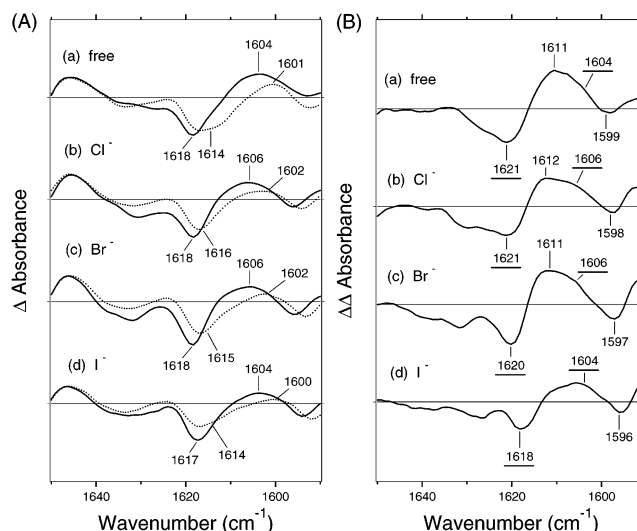 (A)
(B)
(a) free
1604
1601
1618
1614
(b) Cl⁻
1606
1602
1618
1616
(c) Br⁻
1606
1602
1618
1615
(d) I⁻
1604
1600
1617
1614
Δ Absorbance
1640
1620
1600
Wavenumber (cm⁻¹)
(a) free
1611
1604
1621
1599
(b) Cl⁻
1612
1606
1621
1598
(c) Br⁻
1611
1606
1620
1597
(d) I⁻
1604
1618
1596
ΔΔ Absorbance
1640
1620
1600
Wavenumber (cm⁻¹)